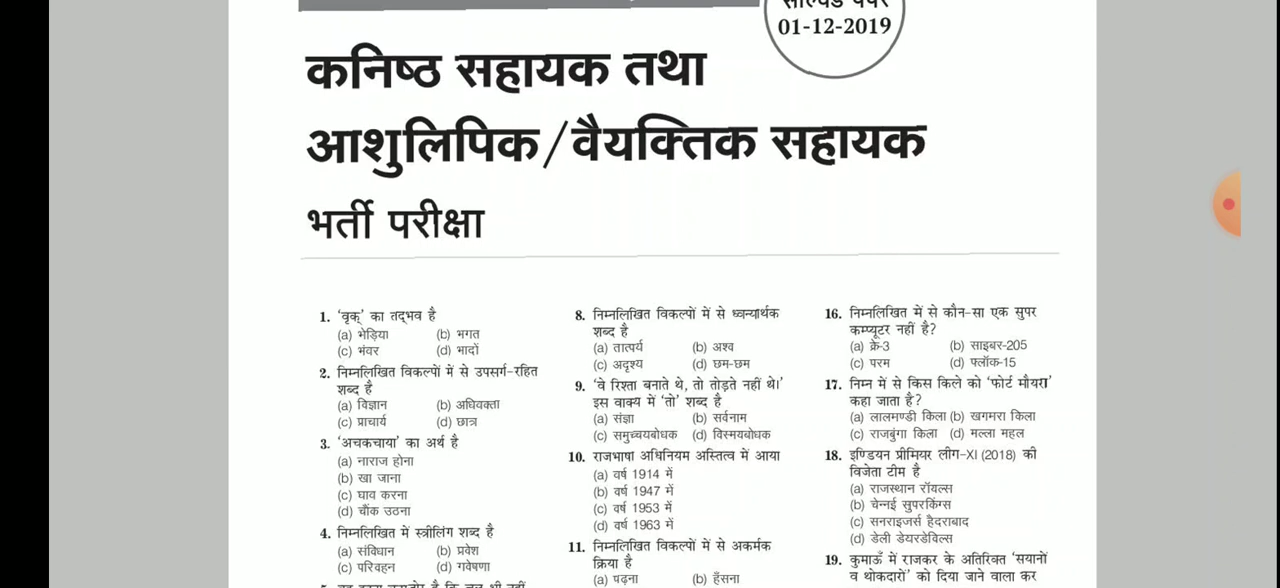 साल्वड पेपर
01-12-2019
कनिष्ठ सहायक तथा
आशुलिपिक/वैयक्तिक सहायक
भर्ती परीक्षा
1. ‘वृक्’ का तद्भव है
(a) भेड़िया (b) भगत
(c) भंवर (d) भादों
2. निम्नलिखित विकल्पों में से उपसर्ग-रहित
शब्द है
(a) विज्ञान (b) अधिवक्ता
(c) प्राचार्य (d) छात्र
3. ‘अचकचाया’ का अर्थ है
(a) नाराज होना
(b) खा जाना
(c) घाव करना
(d) चौंक उठना
4. निम्नलिखित में स्त्रीलिंग शब्द है
(a) संविधान (b) प्रवेश
(c) परिवहन (d) गवेषणा
8. निम्नलिखित विकल्पों में से ध्वन्यार्थक
शब्द है
(a) तात्पर्य (b) अश्व
(c) अदृश्य (d) छम-छम
9. ‘वे रिश्ता बनाते थे, तो तोड़ते नहीं थे।’
इस वाक्य में ‘तो’ शब्द है
(a) संज्ञा (b) सर्वनाम
(c) समुच्चयबोधक (d) विस्मयबोधक
10. राजभाषा अधिनियम अस्तित्व में आया
(a) वर्ष 1914 में
(b) वर्ष 1947 में
(c) वर्ष 1953 में
(d) वर्ष 1963 में
11. निम्नलिखित विकल्पों में से अकर्मक
क्रिया है
(a) पढ़ना (b) हँसना
16. निम्नलिखित में से कौन-सा एक सुपर
कम्प्यूटर नहीं है?
(a) क्रे-3 (b) साइबर-205
(c) परम (d) फ्लॉक-15
17. निम्न में से किस किले को ‘फोर्ट मौयरा’
कहा जाता है?
(a) लालमण्डी किला (b) खगमरा किला
(c) राजबुंगा किला (d) मल्ला महल
18. इण्डियन प्रीमियर लीग-XI (2018) की
विजेता टीम है
(a) राजस्थान रॉयल्स
(b) चेन्नई सुपरकिंग्स
(c) सनराइजर्स हैदराबाद
(d) डेली डेयरडेविल्स
19. कुमाऊँ में राजकर के अतिरिक्त ‘सयानों
व थोकदारों’ को दिया जाने वाला कर